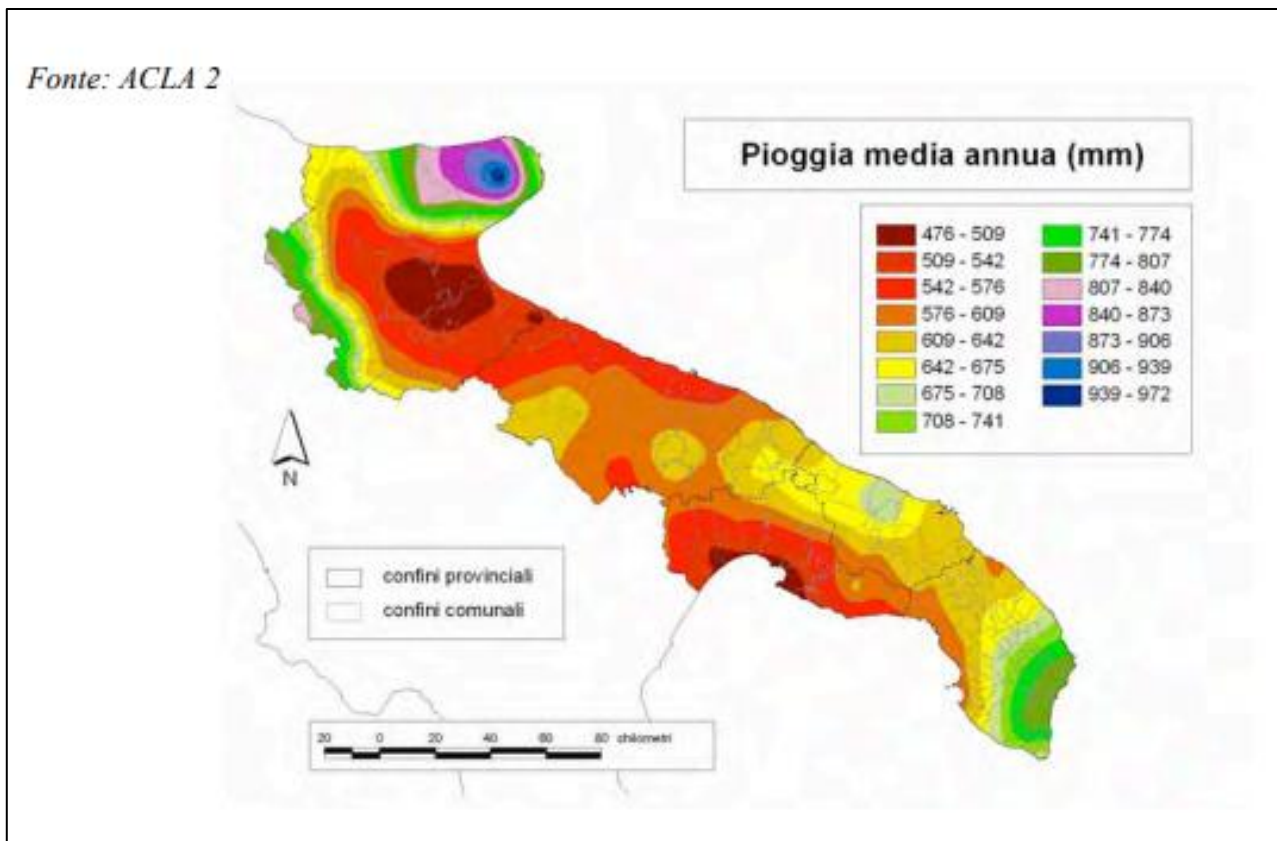 Fonte: ACLA 2
Pioggia media annua (mm)
476 - 509
509 - 542
542 - 576
576 - 609
609 - 642
642 - 675
675 - 708
708 - 741
741 - 774
774 - 807
807 - 840
840 - 873
873 - 906
906 - 939
939 - 972
N
confini provinciali
confini comunali
20 0 20 40 60 80 chilometri